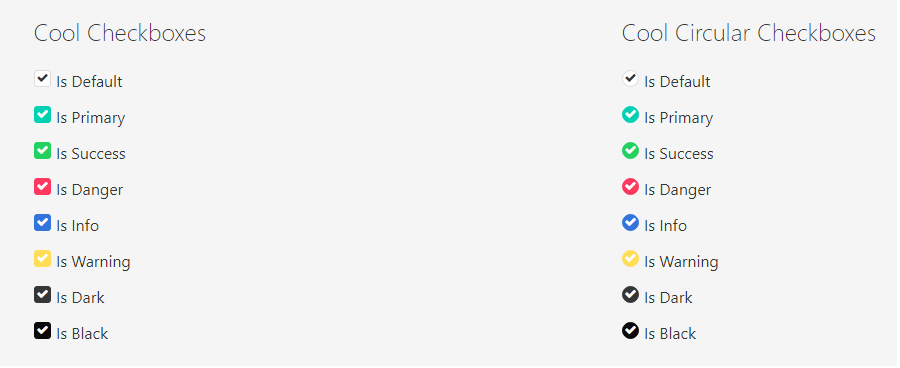 Cool Checkboxes
Is Default
Is Primary
Is Success
Is Danger
Is Info
Is Warning
Is Dark
Is Black
Cool Circular Checkboxes
Is Default
Is Primary
Is Success
Is Danger
Is Info
Is Warning
Is Dark
Is Black